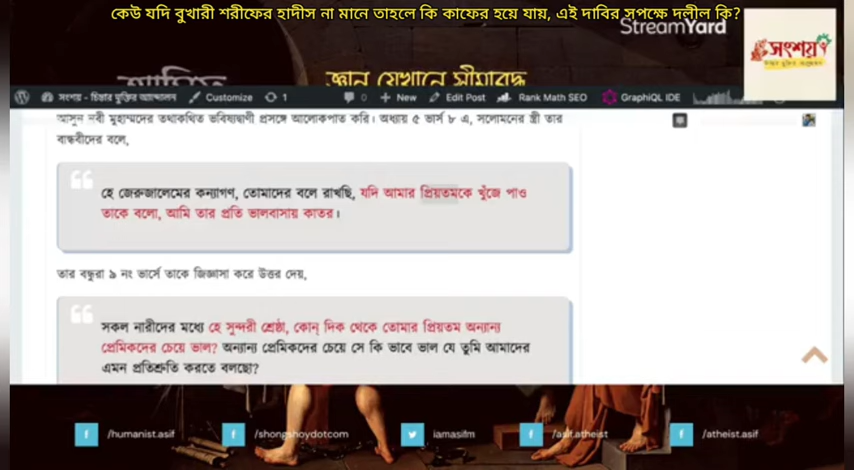 কেউ যদি বুখারী শরীফের হাদীস না মানে তাহলে কি কাফের হয়ে যায়, এই দাবির সপক্ষে দলীল কি?
StreamYard
সংশয়
জ্ঞান যেখানে সীমাবদ্ধ
সংশয় - চিন্তার মুক্তির আন্দোলন Customize 1 0 + New Edit Post Rank Math SEO GraphiQL IDE
আসুন নবী মুহাম্মদের তথাকথিত ভবিষ্যদ্বাণী প্রসঙ্গে আলোকপাত করি। অধ্যায় ৫ ভার্স ৮ এ, সলোমনের স্ত্রী তার
বান্ধবীদের বলে,
হে জেরুজালেমের কন্যাগণ, তোমাদের বলে রাখছি, যদি আমার প্রিয়তমকে খুঁজে পাও
তাকে বলো, আমি তার প্রতি ভালবাসায় কাতর।
তার বন্ধুরা ৯ নং ভার্সে তাকে জিজ্ঞাসা করে উত্তর দেয়,
সকল নারীদের মধ্যে হে সুন্দরী শ্রেষ্ঠা, কোন্ দিক থেকে তোমার প্রিয়তম অন্যান্য
প্রেমিকদের চেয়ে ভাল? অন্যান্য প্রেমিকদের চেয়ে সে কি ভাবে ভাল যে তুমি আমাদের
এমন প্রতিশ্রুতি করতে বলছো?
/humanist.asif /shongshoydotcom iamasifm /asif.atheist /atheist.asif